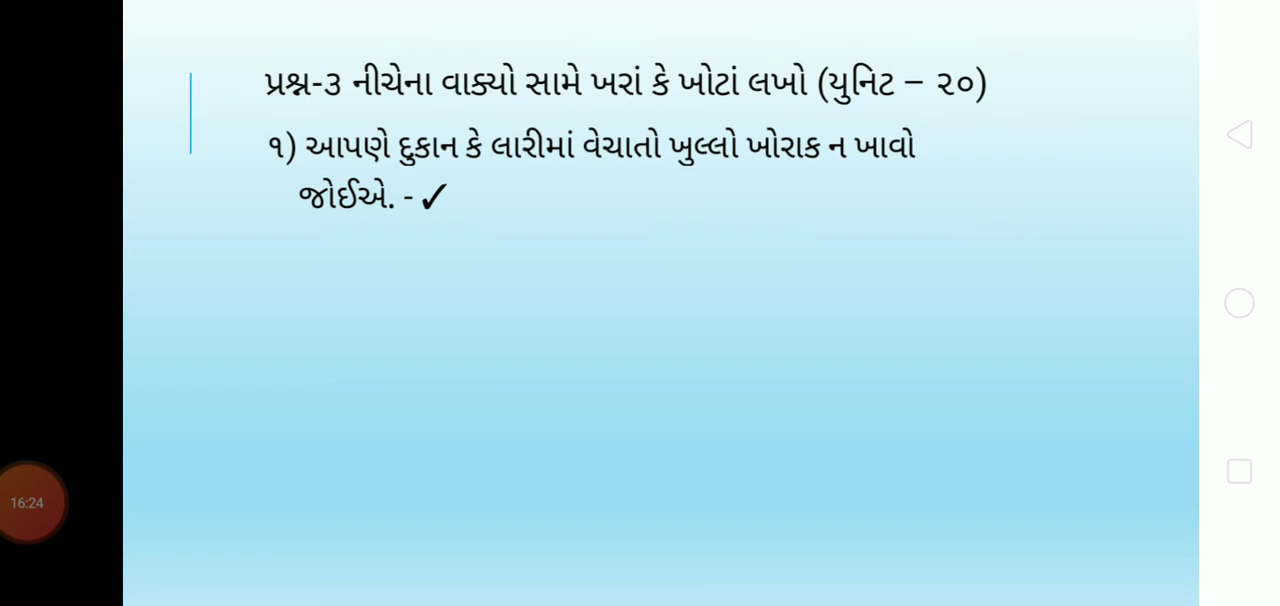 પ્રશ્ન-૩ નીચેના વાક્યો સામે ખરાં કે ખોટાં લખો (યુનિટ – ૨૦)
૧) આપણે દુકાન કે લારીમાં વેચાતો ખુલ્લો ખોરાક ન ખાવો
જોઈએ. - ✓
16:24